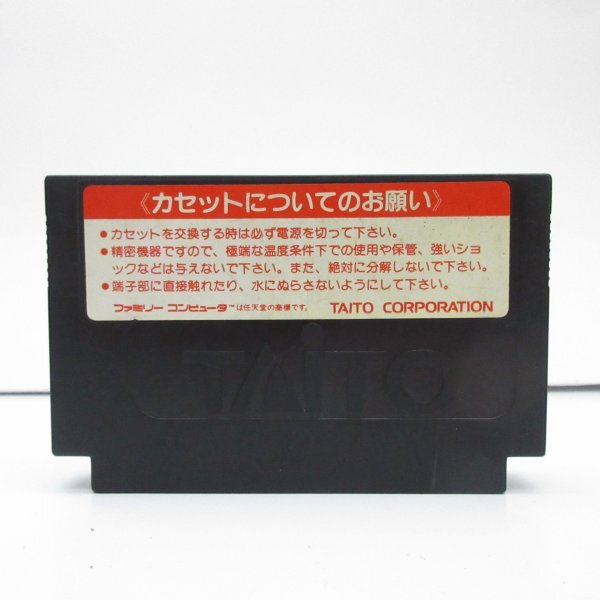 《カセットについてのお願い》
●カセットを交換する時は必ず電源を切って下さい。
●精密機器ですので、極端な温度条件下での使用や保管、強いショ
ックなどは与えないで下さい。また、絶対に分解しないで下さい。
●端子部に直接触れたり、水にぬらさないようにして下さい。
ファミリー コンピュータ™は任天堂の商標です。 TAITO CORPORATION
TAITO